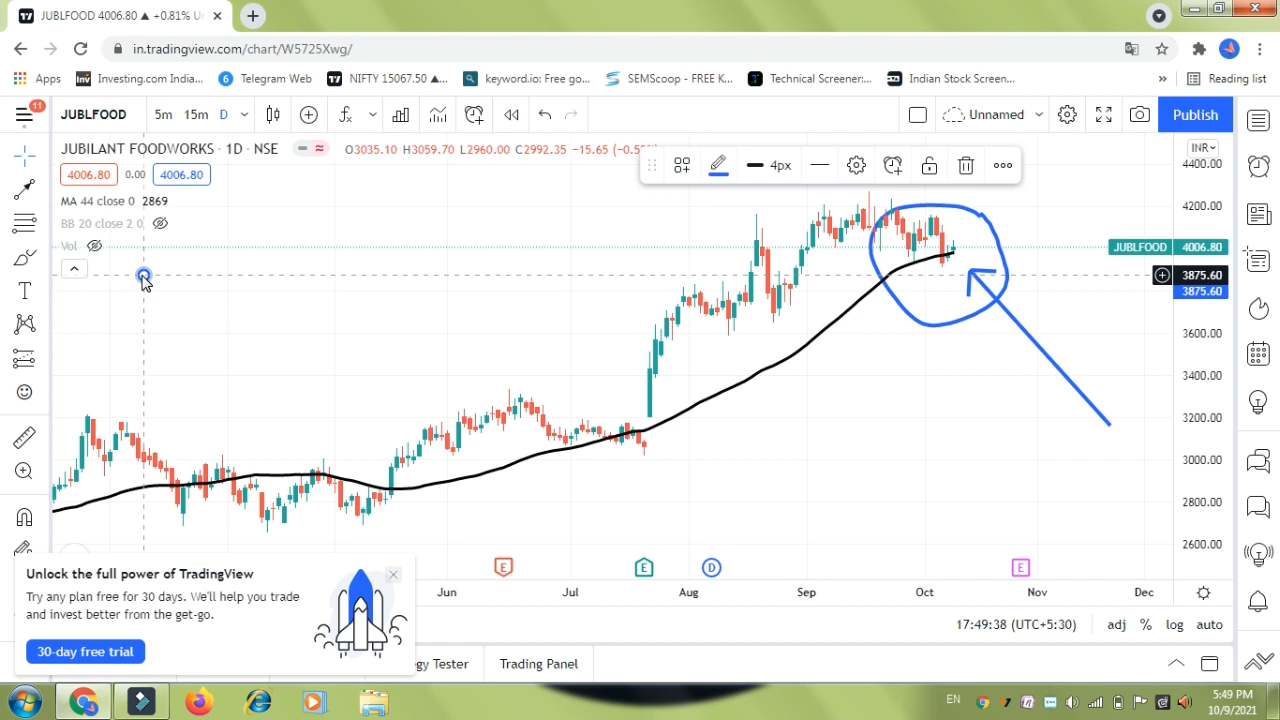 JUBLFOOD 4006.80 ▲ +0.81% U
in.tradingview.com/chart/W5725Xwg/
Apps Investing.com India... Telegram Web NIFTY 15067.50 ▲... keyword.io: Free go... SEMScoop - FREE K... Technical Screener:... Indian Stock Screen... » Reading list
11
JUBLFOOD 5m 15m D Unnamed Publish
JUBILANT FOODWORKS · 1D · NSE O3035.10 H3059.70 L2960.00 C2992.35 -15.65 (-0.5
INR
4px
4006.80 0.00 4006.80
MA 44 close 0 2869
BB 20 close 2 0
Vol
4400.00
4200.00
JUBLFOOD 4006.80
3875.60
3875.60
3600.00
3400.00
3200.00
3000.00
2800.00
2600.00
E E D E
Jun Jul Aug Sep Oct Nov Dec
Unlock the full power of TradingView
Try any plan free for 30 days. We'll help you trade
and invest better from the get-go.
30-day free trial
17:49:38 (UTC+5:30) adj % log auto
gy Tester Trading Panel
EN
5:49 PM
10/9/2021